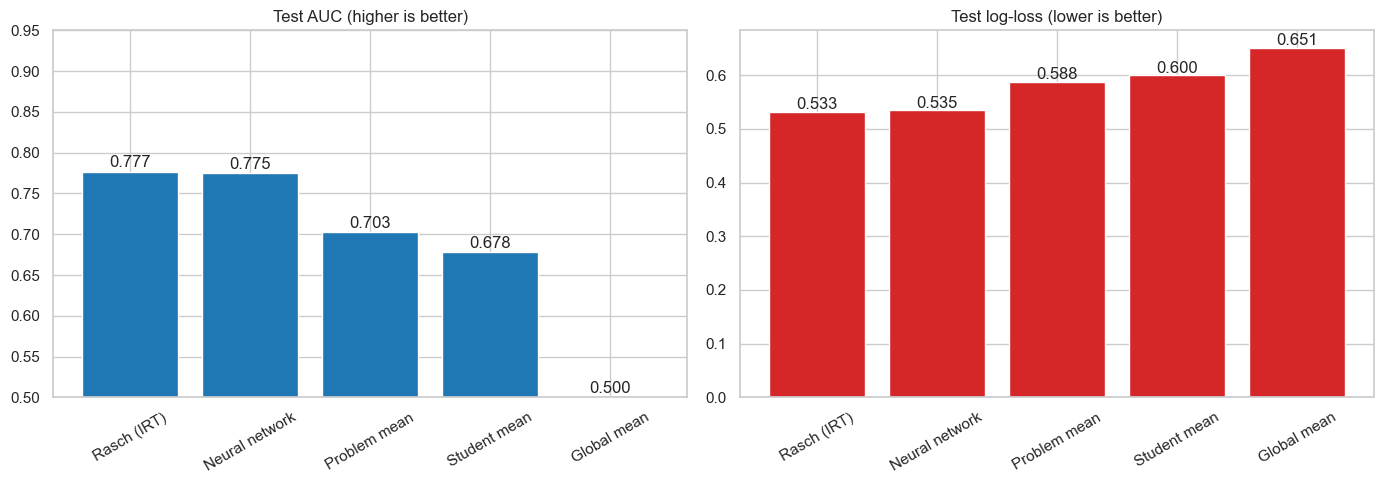 Test AUC (higher is better)
0.95
0.90
0.85
0.80
0.75
0.70
0.65
0.60
0.55
0.50
0.777
0.775
0.703
0.678
0.500
Rasch (IRT)
Neural network
Problem mean
Student mean
Global mean
Test log-loss (lower is better)
0.6
0.5
0.4
0.3
0.2
0.1
0.0
0.533
0.535
0.588
0.600
0.651
Rasch (IRT)
Neural network
Problem mean
Student mean
Global mean